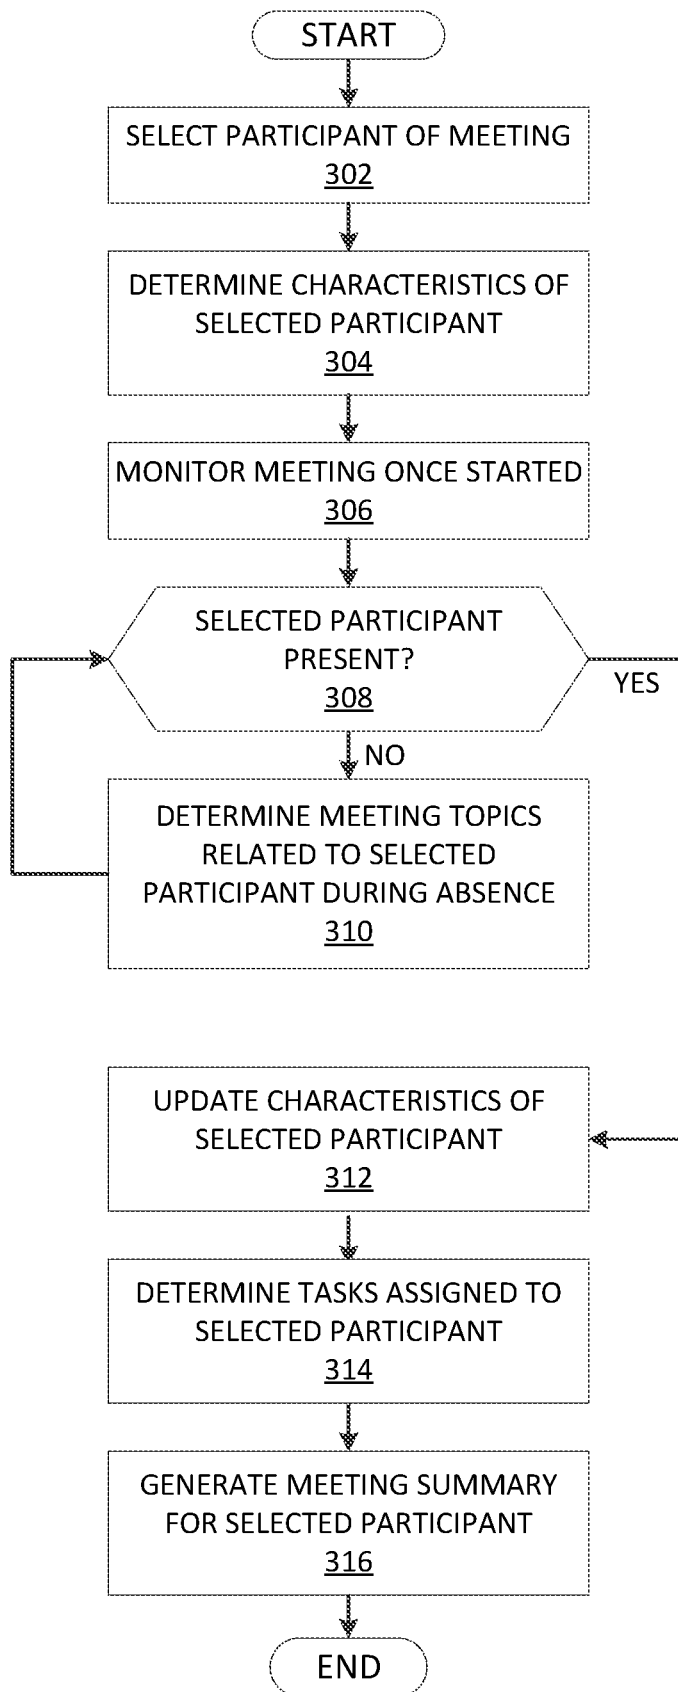 START
SELECT PARTICIPANT OF MEETING
302
DETERMINE CHARACTERISTICS OF
SELECTED PARTICIPANT
304
MONITOR MEETING ONCE STARTED
306
SELECTED PARTICIPANT
PRESENT?
308
YES
NO
DETERMINE MEETING TOPICS
RELATED TO SELECTED
PARTICIPANT DURING ABSENCE
310
UPDATE CHARACTERISTICS OF
SELECTED PARTICIPANT
312
DETERMINE TASKS ASSIGNED TO
SELECTED PARTICIPANT
314
GENERATE MEETING SUMMARY
FOR SELECTED PARTICIPANT
316
END